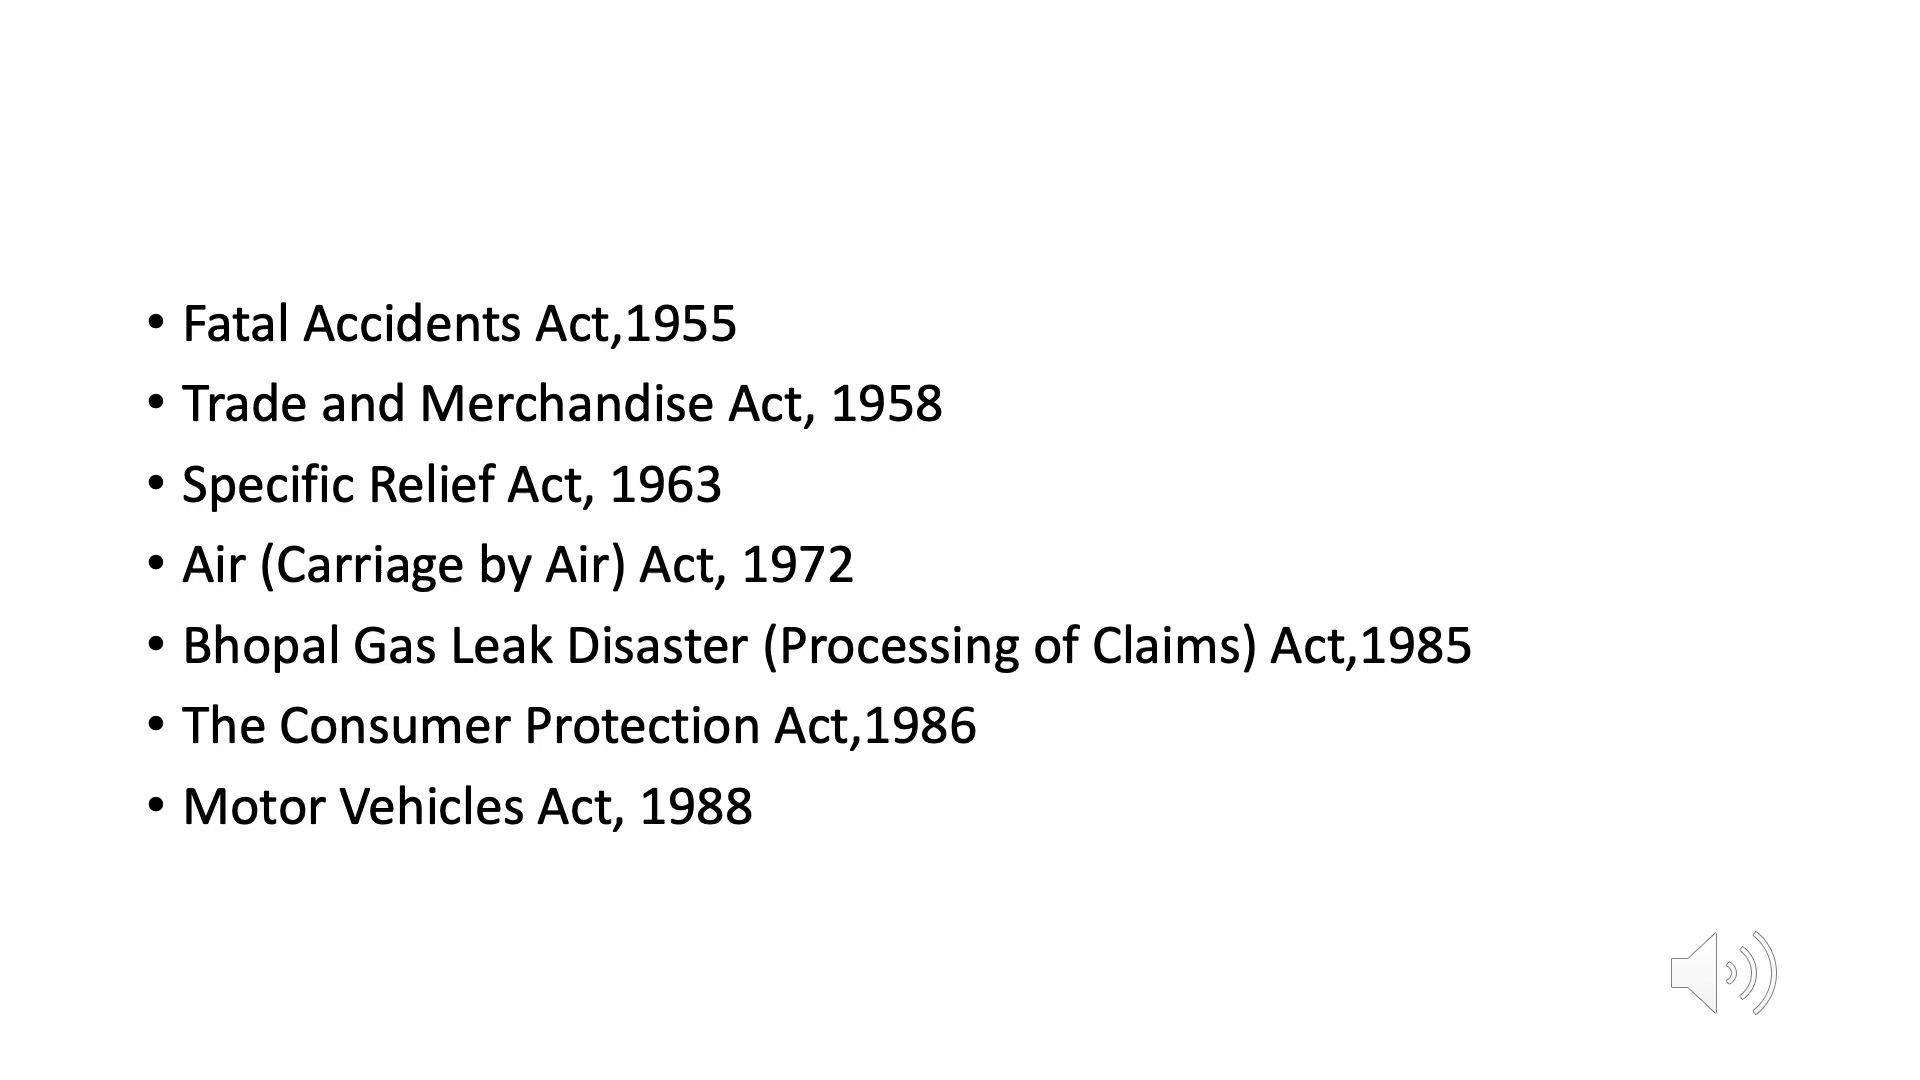 • Fatal Accidents Act,1955
• Trade and Merchandise Act, 1958
• Specific Relief Act, 1963
• Air (Carriage by Air) Act, 1972
• Bhopal Gas Leak Disaster (Processing of Claims) Act,1985
• The Consumer Protection Act,1986
• Motor Vehicles Act, 1988